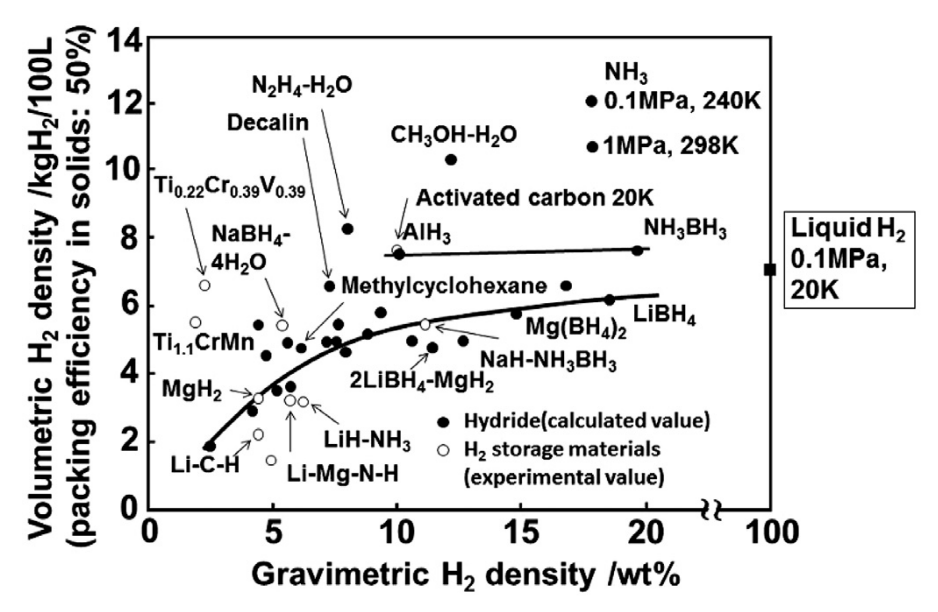 Volumetric H₂ density /kgH₂/100L
(packing efficiency in solids: 50%)
14
12
10
8
6
4
2
0
N₂H₄-H₂O
Decalin
Ti₀.₂₂Cr₀.₃₉V₀.₃₉
NaBH₄-
4H₂O
CH₃OH-H₂O
NH₃
0.1MPa, 240K
1MPa, 298K
Activated carbon 20K
AlH₃
NH₃BH₃
Liquid H₂
0.1MPa,
20K
Methylcyclohexane
Ti₁.₁CrMn
MgH₂
Li-C-H
LiH-NH₃
Li-Mg-N-H
2LiBH₄-MgH₂
NaH-NH₃BH₃
Mg(BH₄)₂
LiBH₄
Hydride(calculated value)
H₂ storage materials
(experimental value)
0
5
10
15
20
100
Gravimetric H₂ density /wt%